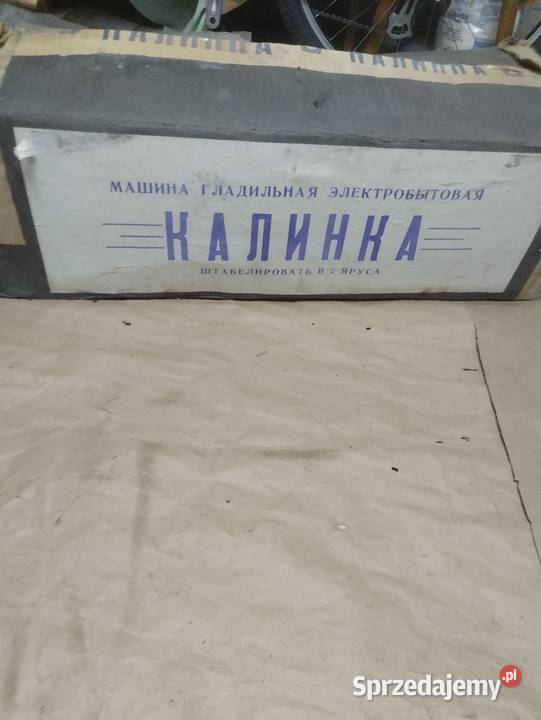 КАЛИНКА КАЛИНКА
МАШИНА ГЛАДИЛЬНАЯ ЭЛЕКТРОБЫТОВАЯ
КАЛИНКА
ШТАБЕЛИРОВАТЬ В 2 ЯРУСА
Sprzedajemy.pl